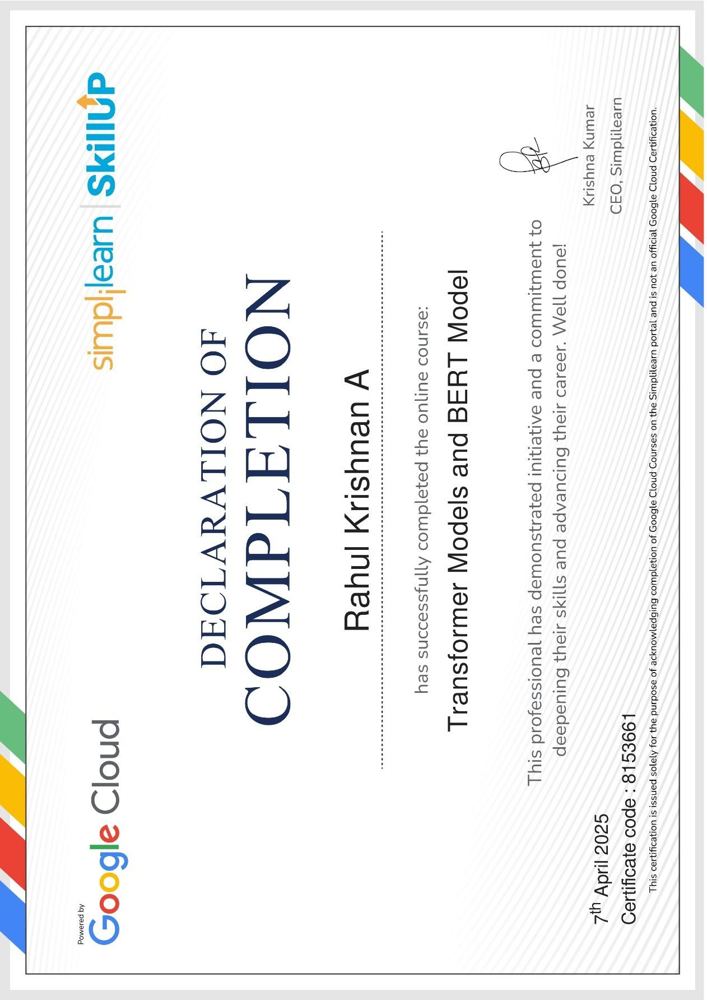 Powered by
Google Cloud
simplilearn | SkillUP
DECLARATION OF
COMPLETION
Rahul Krishnan A
has successfully completed the online course:
Transformer Models and BERT Model
This professional has demonstrated initiative and a commitment to
deepening their skills and advancing their career. Well done!
7th April 2025
Certificate code : 8153661
Krishna Kumar
CEO, Simplilearn
This certification is issued solely for the purpose of acknowledging completion of Google Cloud Courses on the Simplilearn portal and is not an official Google Cloud Certification.